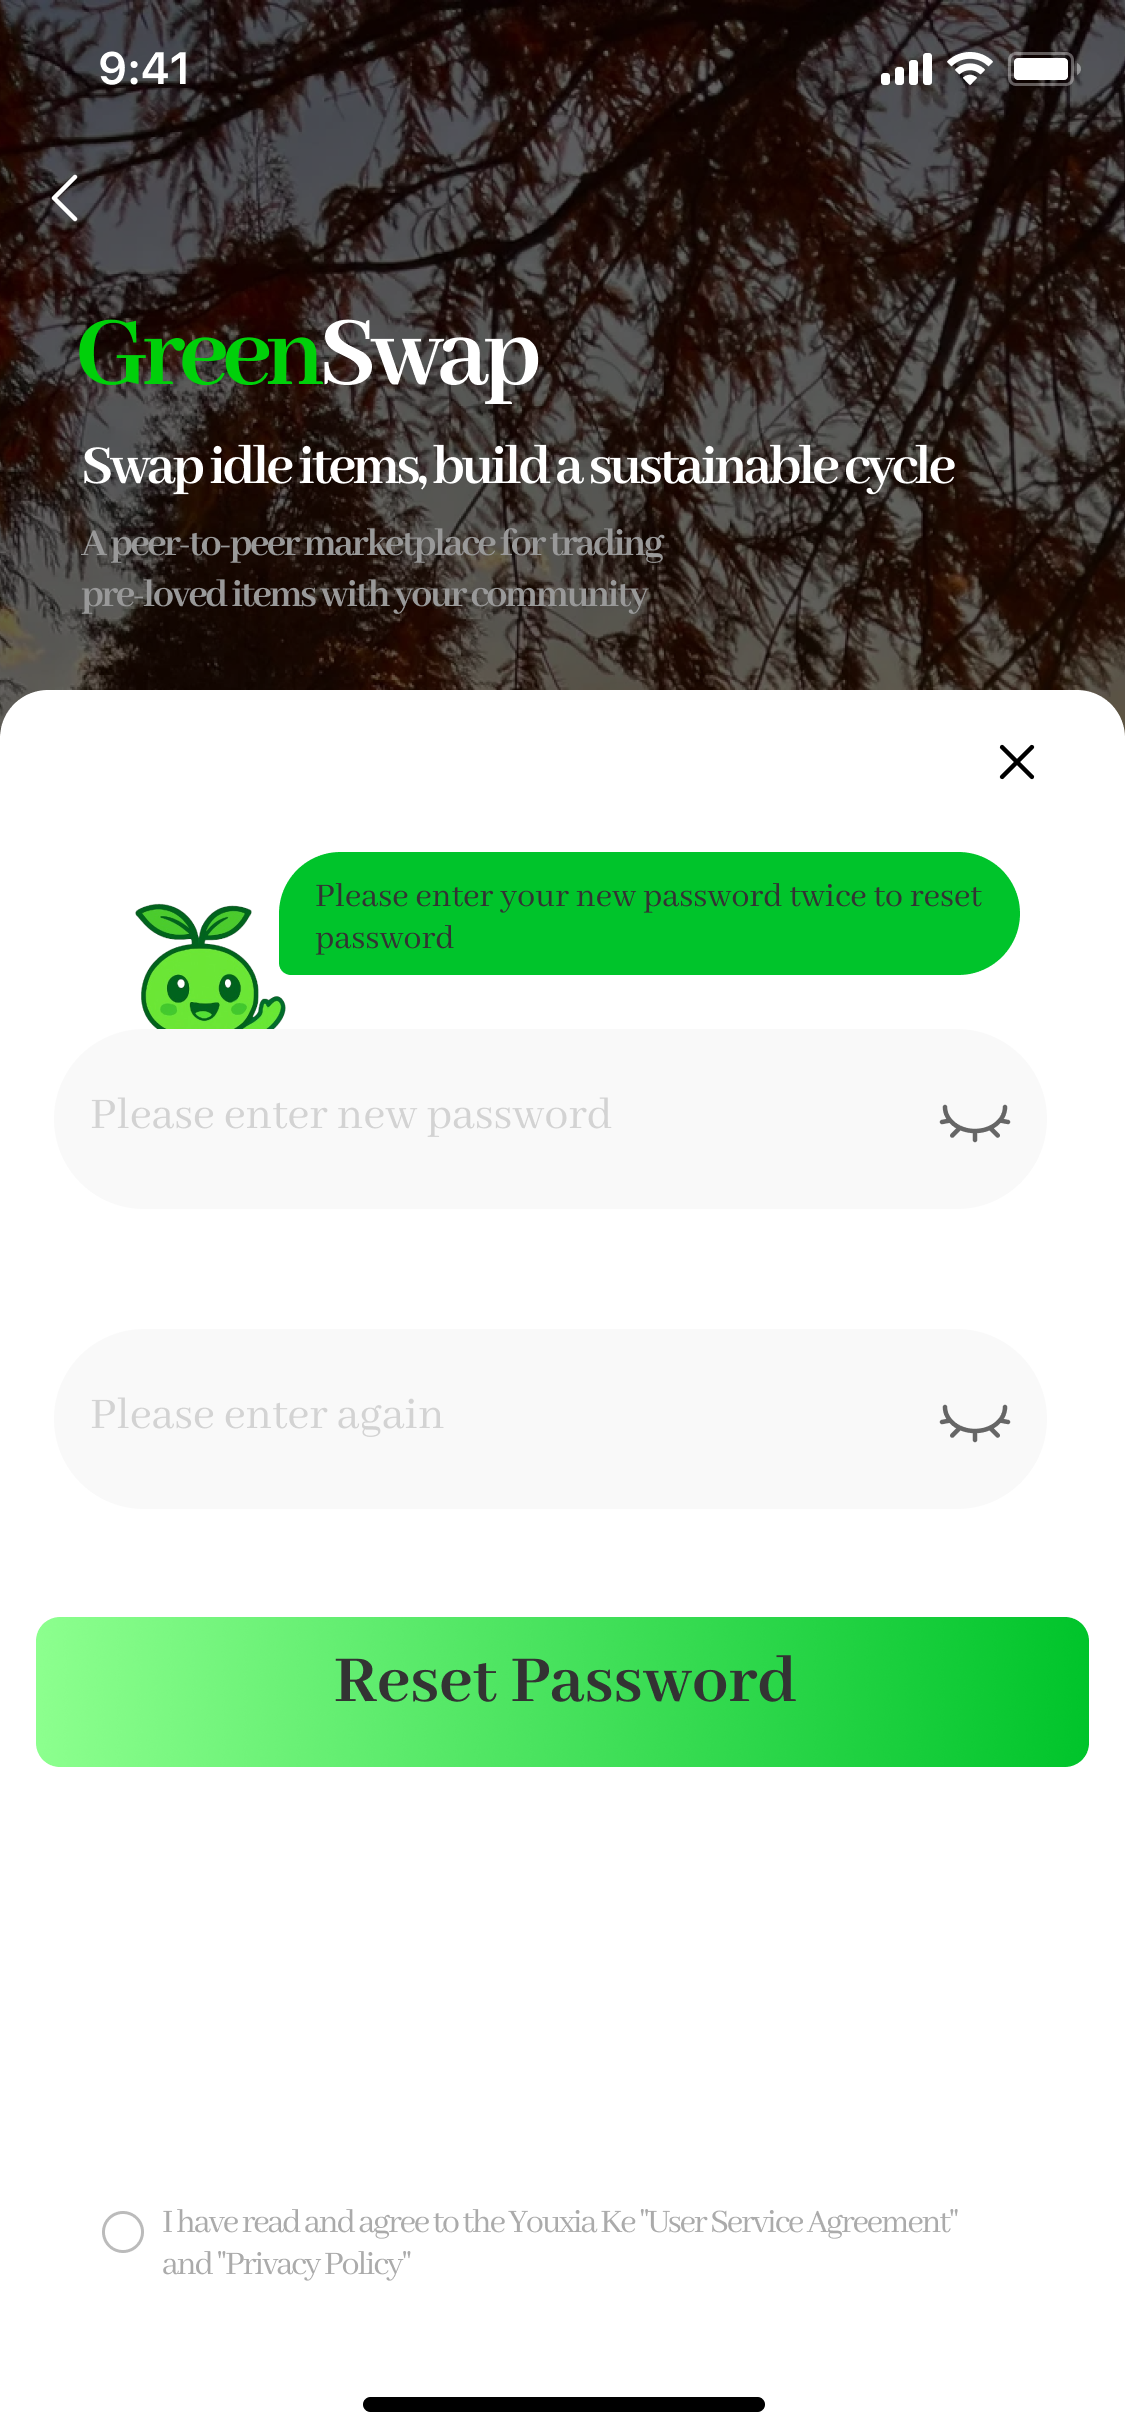 9:41
GreenSwap
Swap idle items, build a sustainable cycle
A peer-to-peer marketplace for trading
pre-loved items with your community
Please enter your new password twice to reset
password
Please enter new password
Please enter again
Reset Password
I have read and agree to the Youxia Ke "User Service Agreement"
and "Privacy Policy"